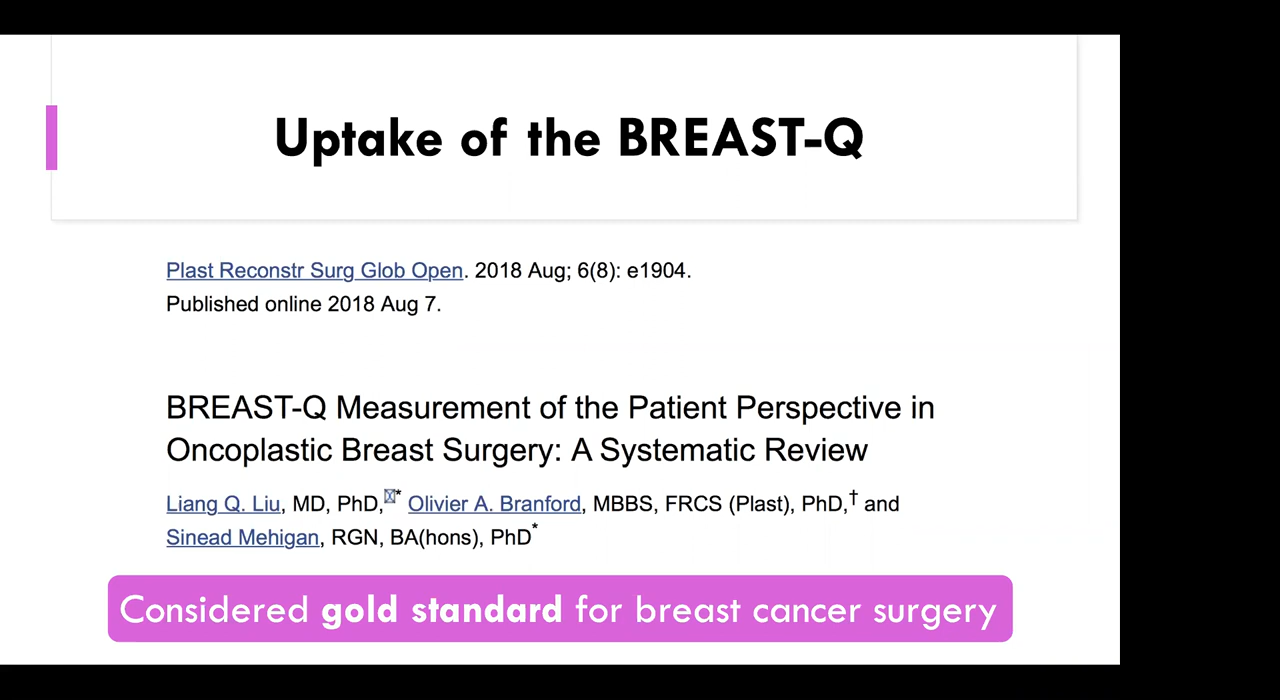 Uptake of the BREAST-Q
Plast Reconstr Surg Glob Open. 2018 Aug; 6(8): e1904.
Published online 2018 Aug 7.
BREAST-Q Measurement of the Patient Perspective in
Oncoplastic Breast Surgery: A Systematic Review
Liang Q. Liu, MD, PhD,* Olivier A. Branford, MBBS, FRCS (Plast), PhD,† and
Sinead Mehigan, RGN, BA(hons), PhD*
Considered gold standard for breast cancer surgery